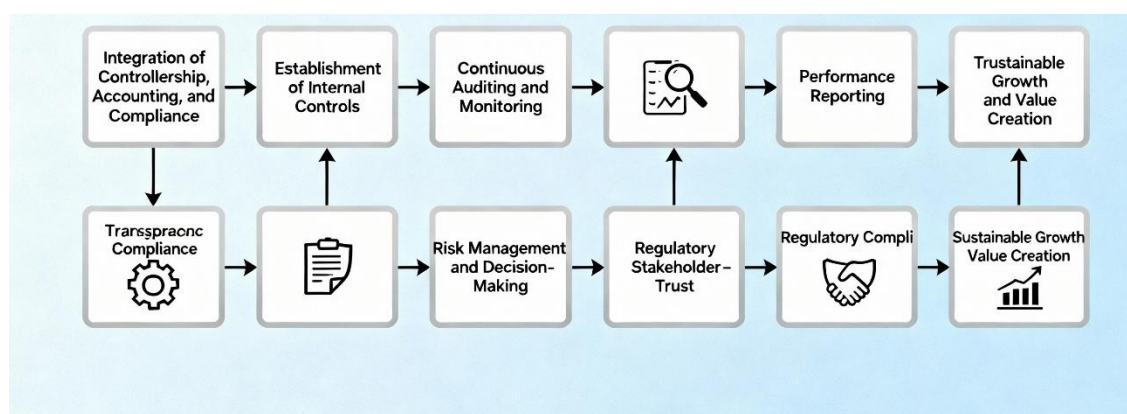 Integration of
Controllership,
Accounting, and
Compliance
Establishment
of Internal
Controls
Continuous
Auditing and
Monitoring
Performance
Reporting
Trustainable
Growth
and Value
Creation
Compliance
Risk Management
and Decision-
Making
Regulatory
Stakeholder-
Trust
Regulatory Compli
Sustainable Growth
Value Creation